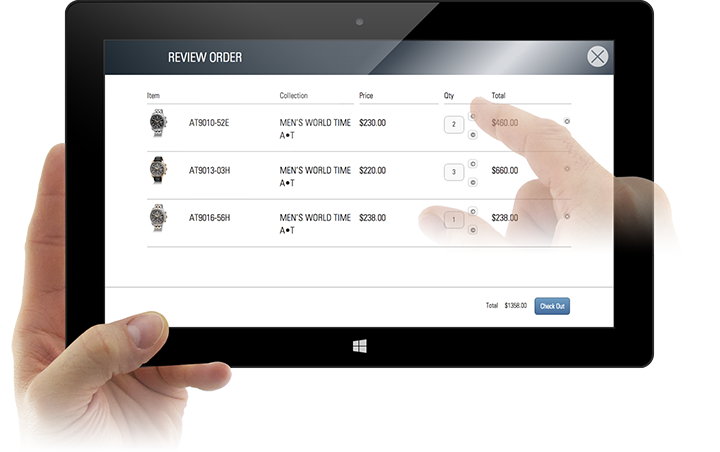 REVIEW ORDER
Item Collection Price Qty Total
AT9010-52E MEN'S WORLD TIME A•T $230.00 2 $460.00
AT9013-03H MEN'S WORLD TIME A•T $220.00 3 $660.00
AT9016-56H MEN'S WORLD TIME A•T $238.00 1 $238.00
Total $1358.00 Check Out